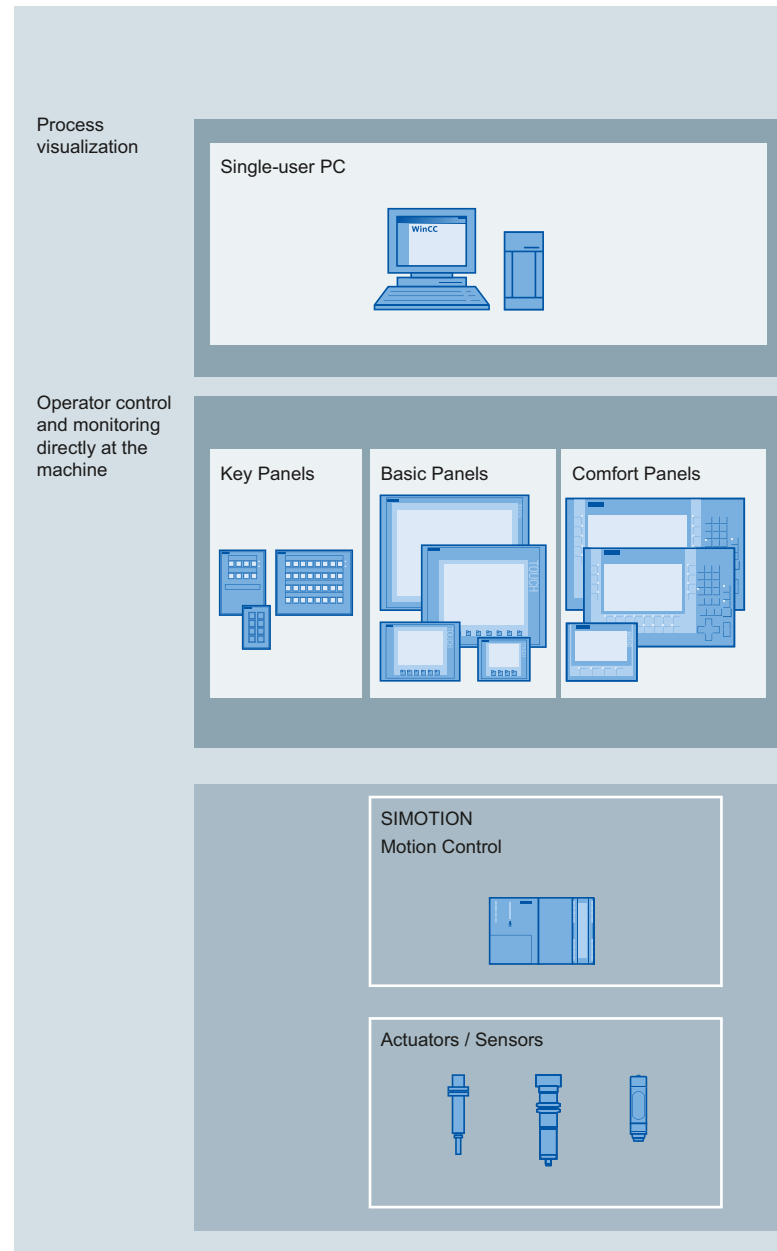 Process
visualization
Single-user PC
WinCC
Operator control
and monitoring
directly at the
machine
Key Panels
Basic Panels
Comfort Panels
TOUCH
TOUCH
SIMOTION
Motion Control
Actuators / Sensors